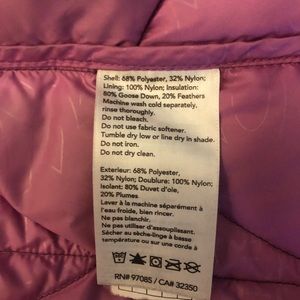 Shell: 68% Polyester, 32% Nylon;
Lining: 100% Nylon; Insulation:
80% Goose Down, 20% Feathers
Machine wash cold separately.
rinse thoroughly.
Do not bleach.
Do not use fabric softener.
Tumble dry low or line dry in shade.
Do not iron.
Do not dry clean.
Exterieur: 68% Polyester,
32% Nylon; Doublure: 100% Nylon;
Isolant: 80% Duvet d'oie,
20% Plumes
Laver à la machine séparément à
l'eau froide, bien rincer.
Ne pas blanchir.
Ne pas utiliser d'assouplissant.
Sécher au sèche-linge à basse
température ou sur une corde à
RN# 97085 / CA# 32350